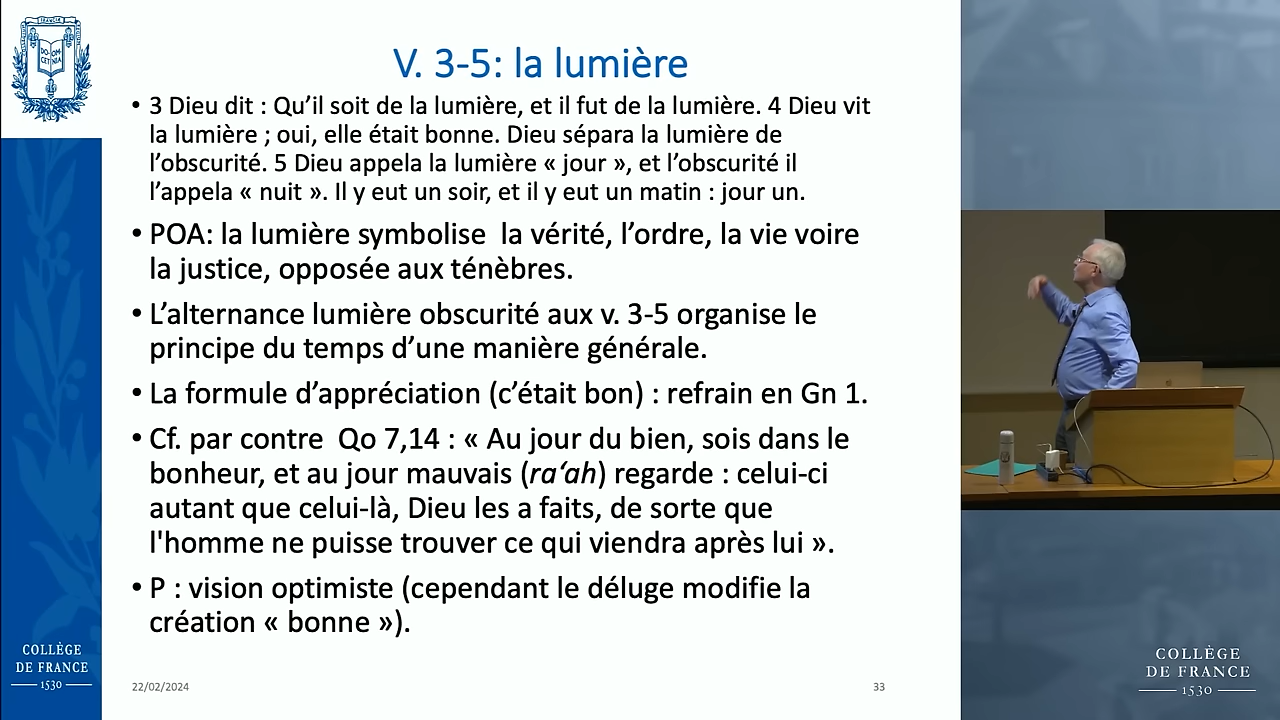 V. 3-5: la lumière
• 3 Dieu dit : Qu’il soit de la lumière, et il fut de la lumière. 4 Dieu vit
la lumière ; oui, elle était bonne. Dieu sépara la lumière de
l’obscurité. 5 Dieu appela la lumière « jour », et l’obscurité il
l’appela « nuit ». Il y eut un soir, et il y eut un matin : jour un.
• POA: la lumière symbolise la vérité, l’ordre, la vie voire
la justice, opposée aux ténèbres.
• L’alternance lumière obscurité aux v. 3-5 organise le
principe du temps d’une manière générale.
• La formule d’appréciation (c’était bon) : refrain en Gn 1.
• Cf. par contre Qo 7,14 : « Au jour du bien, sois dans le
bonheur, et au jour mauvais (ra‘ah) regarde : celui-ci
autant que celui-là, Dieu les a faits, de sorte que
l'homme ne puisse trouver ce qui viendra après lui ».
• P : vision optimiste (cependant le déluge modifie la
création « bonne »).
22/02/2024
33
COLLÈGE
DE FRANCE
1530
COLLÈGE
DE FRANCE
1530